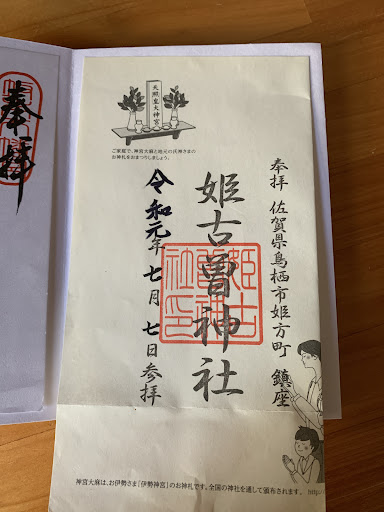 奉拝
天照皇大神宮
ご家庭で、神宮大麻と地元の氏神さまの
お神札をおまつりしましょう。
奉拝 佐賀県鳥栖市姫方町 鎮座
姫古曽神社
令和元年 七月 七日参拝
神宮大麻は、お伊勢さま「伊勢神宮」のお神札です。全国の神社を通して頒布されます。 http:/